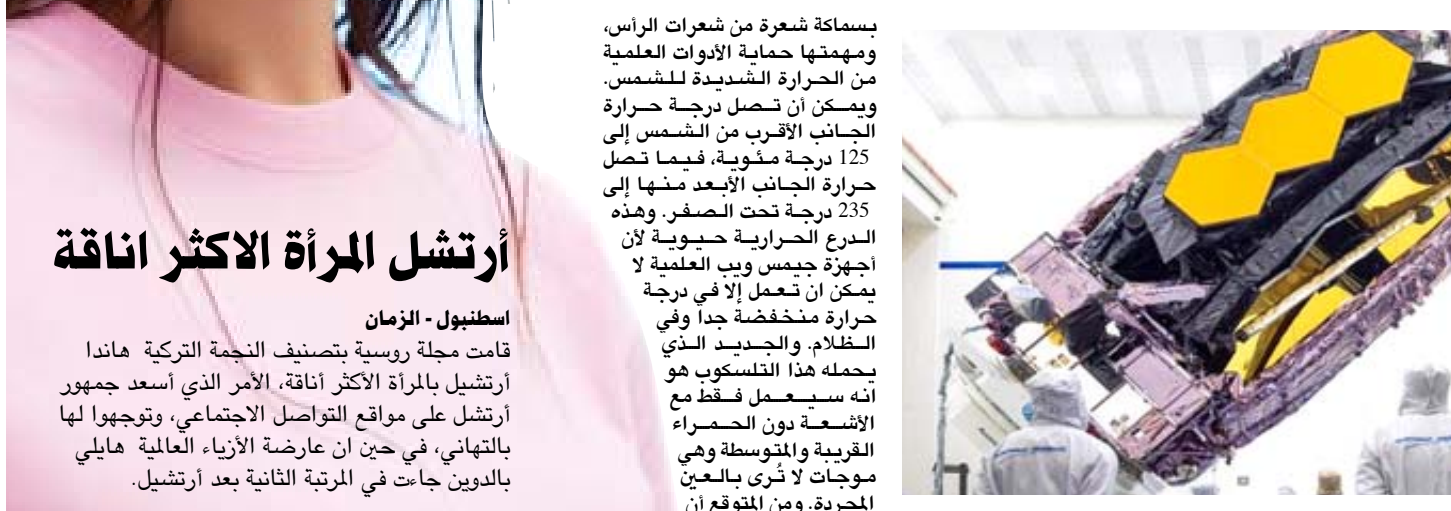 بسماكة شعرة من شعرات الرأس،
ومهمتها حماية الأدوات العلمية
من الحرارة الشديدة للشمس.
ويمكن أن تصل درجة حرارة
الجانب الأقرب من الشمس إلى
125 درجة مئوية، فيما تصل
حرارة الجانب الأبعد منها إلى
235 درجة تحت الصفر. وهذه
الدرع الحرارية حيوية لأن
أجهزة جيمس ويب العلمية لا
يمكن ان تعمل إلا في درجة
حرارة منخفضة جدا وفي
الظلام. والجديد الذي
يحمله هذا التلسكوب هو
انه سيعمل فقط مع
الأشعة دون الحمراء
القريبة والمتوسطة وهي
موجات لا تُرى بالعين
المجردة. ومن المتوقع أن
أرتشل المرأة الاكثر اناقة
اسطنبول - الزمان
قامت مجلة روسية بتصنيف النجمة التركية هاندا
أرتشيل بالمرأة الأكثر أناقة، الأمر الذي أسعد جمهور
أرتشل على مواقع التواصل الاجتماعي، وتوجهوا لها
بالتهاني، في حين ان عارضة الأزياء العالمية هايلي
بالدوين جاءت في المرتبة الثانية بعد أرتشيل.